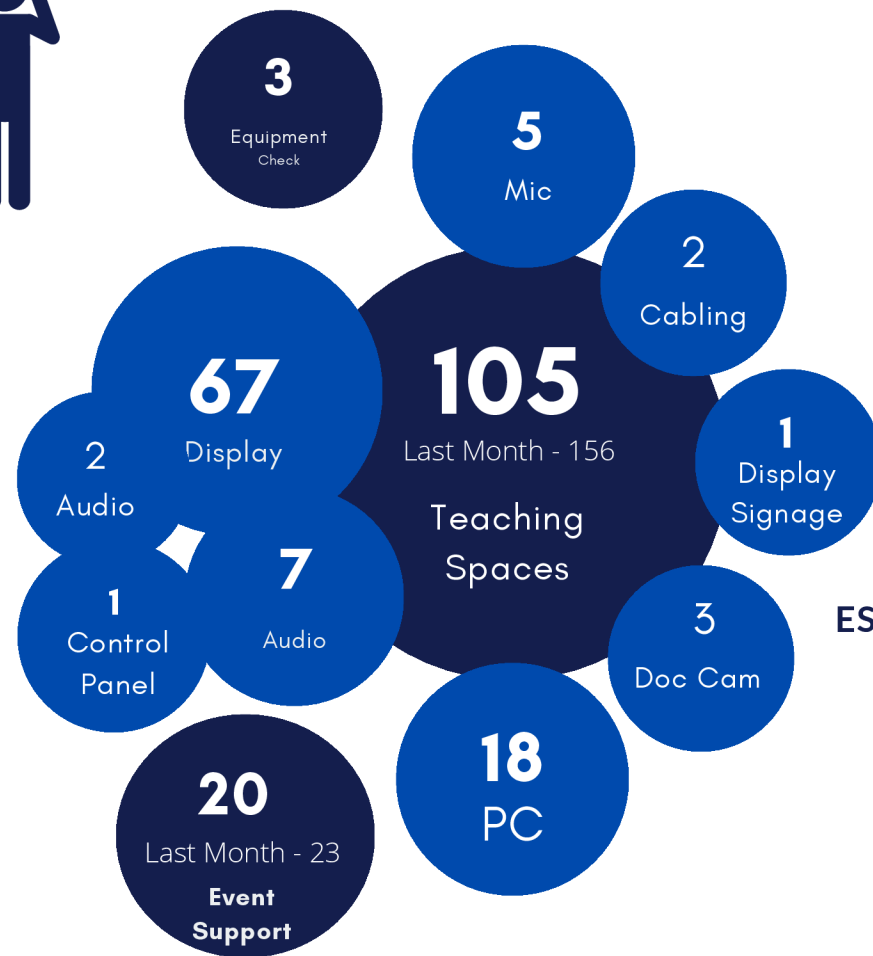 3
Equipment
Check
5
Mic
2
Cabling
67
Display
105
Last Month - 156
Teaching
Spaces
1
Display
Signage
2
Audio
7
Audio
1
Control
Panel
3
Doc Cam
ES
18
PC
20
Last Month - 23
Event
Support